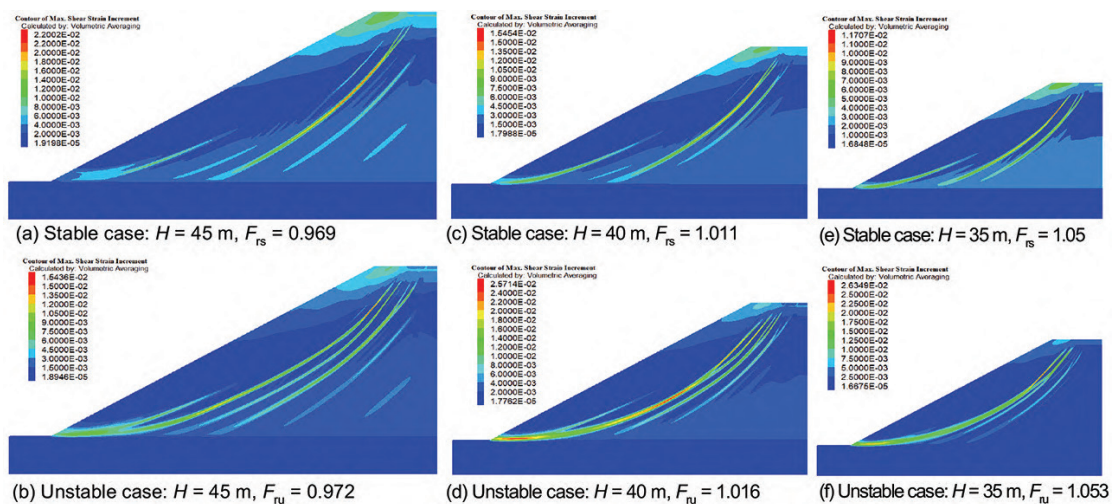 Contour of Max. Shear Strain Increment
Calculated by: Volumetric Averaging
2.2002E-02
2.2000E-02
2.0000E-02
1.8000E-02
1.6000E-02
1.4000E-02
1.2000E-02
1.0000E-02
8.0000E-03
6.0000E-03
4.0000E-03
2.0000E-03
1.9198E-05
(a) Stable case: H = 45 m, Frs = 0.969
Contour of Max. Shear Strain Increment
Calculated by: Volumetric Averaging
1.5454E-02
1.5000E-02
1.3500E-02
1.2000E-02
1.0500E-02
9.0000E-03
7.5000E-03
6.0000E-03
4.5000E-03
3.0000E-03
1.5000E-03
1.7988E-05
(c) Stable case: H = 40 m, Frs = 1.011
Contour of Max. Shear Strain Increment
Calculated by: Volumetric Averaging
1.1707E-02
1.1000E-02
1.0000E-02
9.0000E-03
8.0000E-03
7.0000E-03
6.0000E-03
5.0000E-03
4.0000E-03
3.0000E-03
2.0000E-03
1.0000E-03
1.6848E-05
(e) Stable case: H = 35 m, Frs = 1.05
Contour of Max. Shear Strain Increment
Calculated by: Volumetric Averaging
1.5436E-02
1.5000E-02
1.3500E-02
1.2000E-02
1.0500E-02
9.0000E-03
7.5000E-03
6.0000E-03
4.5000E-03
3.0000E-03
1.5000E-03
1.8946E-05
(b) Unstable case: H = 45 m, Fru = 0.972
Contour of Max. Shear Strain Increment
Calculated by: Volumetric Averaging
2.5714E-02
2.4000E-02
2.2000E-02
2.0000E-02
1.8000E-02
1.6000E-02
1.4000E-02
1.2000E-02
1.0000E-02
8.0000E-03
6.0000E-03
4.0000E-03
2.0000E-03
1.7762E-05
(d) Unstable case: H = 40 m, Fru = 1.016
Contour of Max. Shear Strain Increment
Calculated by: Volumetric Averaging
2.6349E-02
2.5000E-02
2.2500E-02
2.0000E-02
1.7500E-02
1.5000E-02
1.2500E-02
1.0000E-02
7.5000E-03
5.0000E-03
2.5000E-03
1.6675E-05
(f) Unstable case: H = 35 m, Fru = 1.053